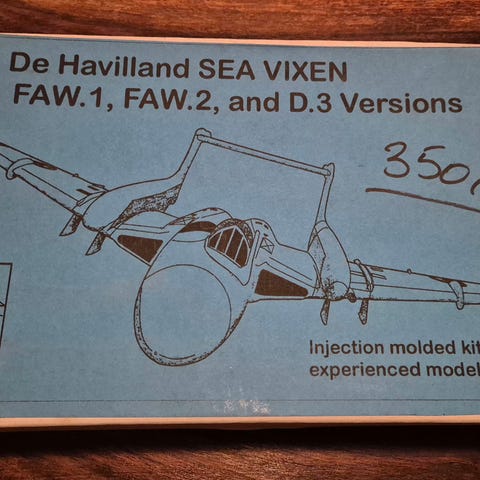 De Havilland SEA VIXEN
FAW.1, FAW.2, and D.3 Versions
350,
Injection molded kit
experienced model